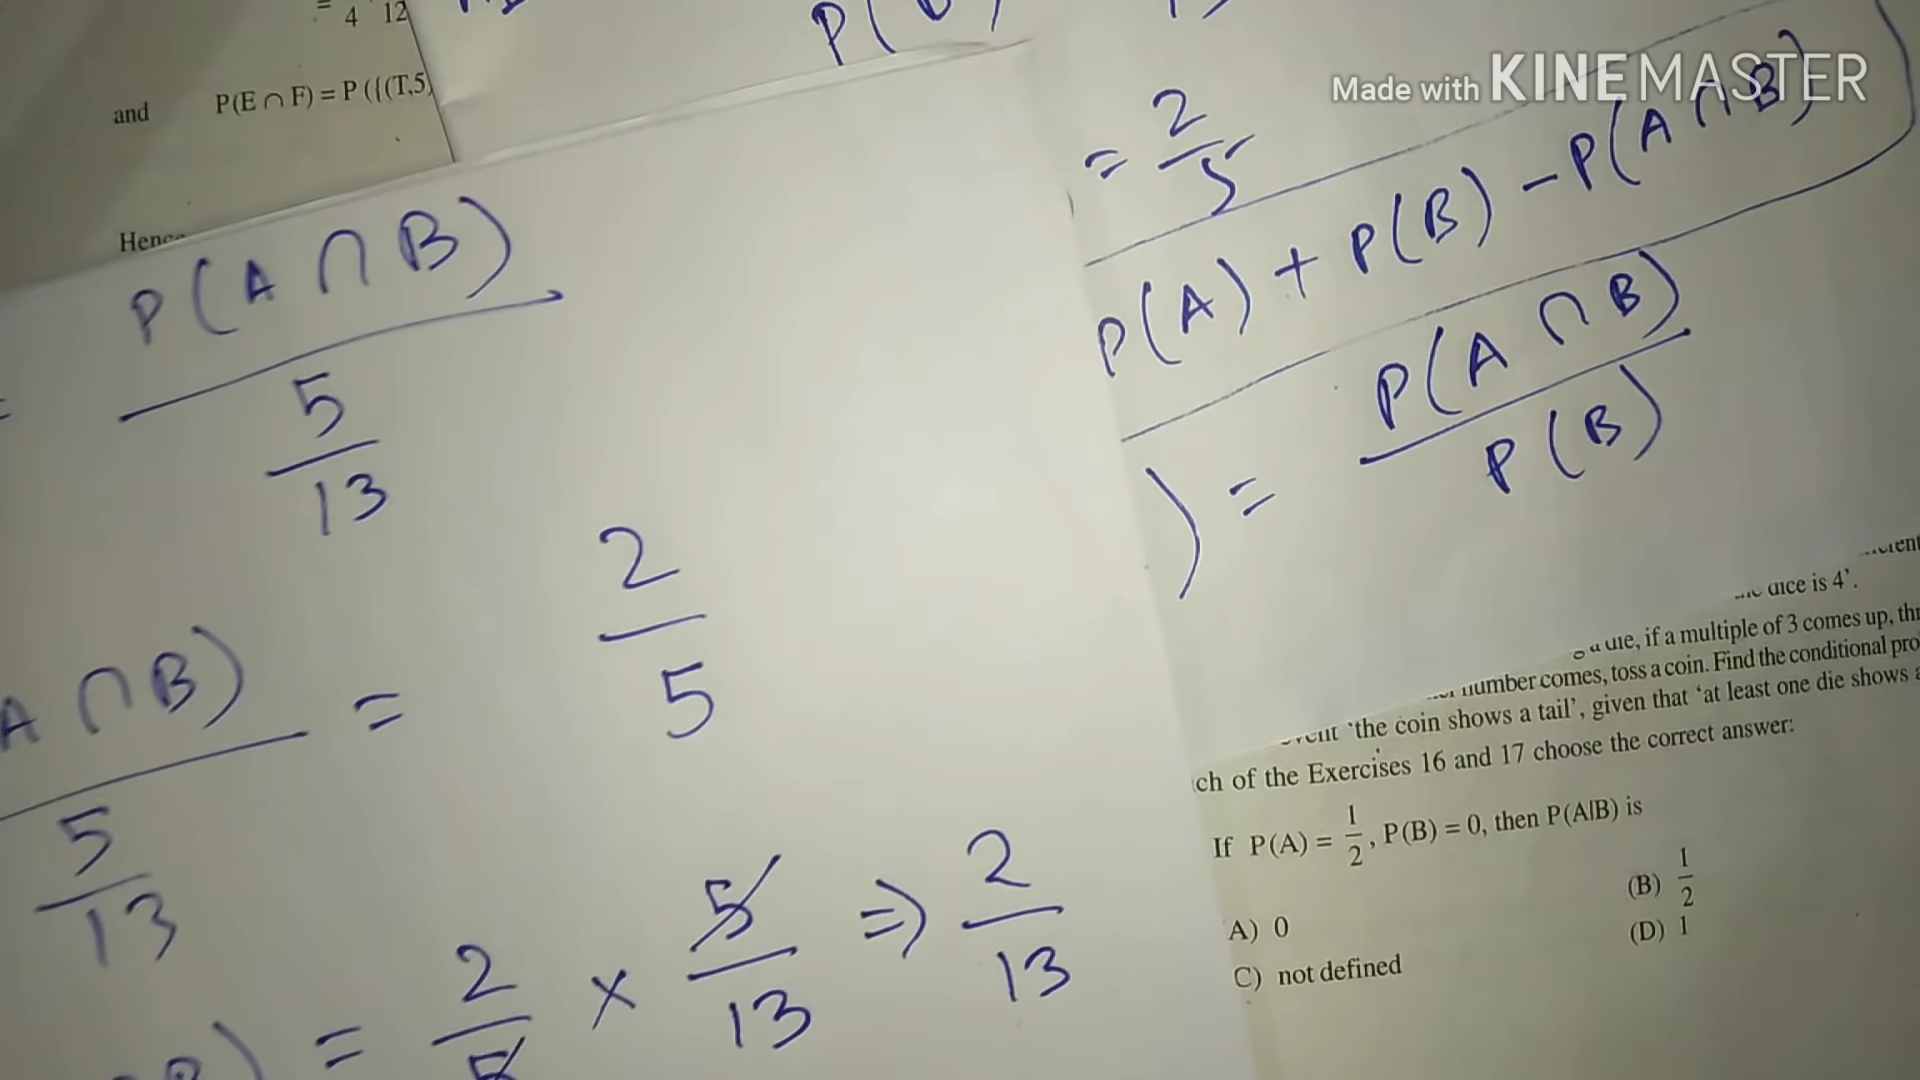 = 4 12
and P(E ∩ F) = P ({(T,5)
Hence
P(
Made with KINEMASTER
= 2/5
P(A) + P(B) - P(A ∩ B)
) = P(A ∩ B) / P(B)
= P(A ∩ B) / 5/13
A ∩ B) / 5/13 = 2/5
) = 2/5 × 5/13 ⇒ 2/13
dice is 4’.
die, if a multiple of 3 comes up, thr
number comes, toss a coin. Find the conditional pro
‘the coin shows a tail’, given that ‘at least one die shows a
ch of the Exercises 16 and 17 choose the correct answer:
If P(A) = 1/2, P(B) = 0, then P(A|B) is
A) 0 (B) 1/2
C) not defined (D) 1